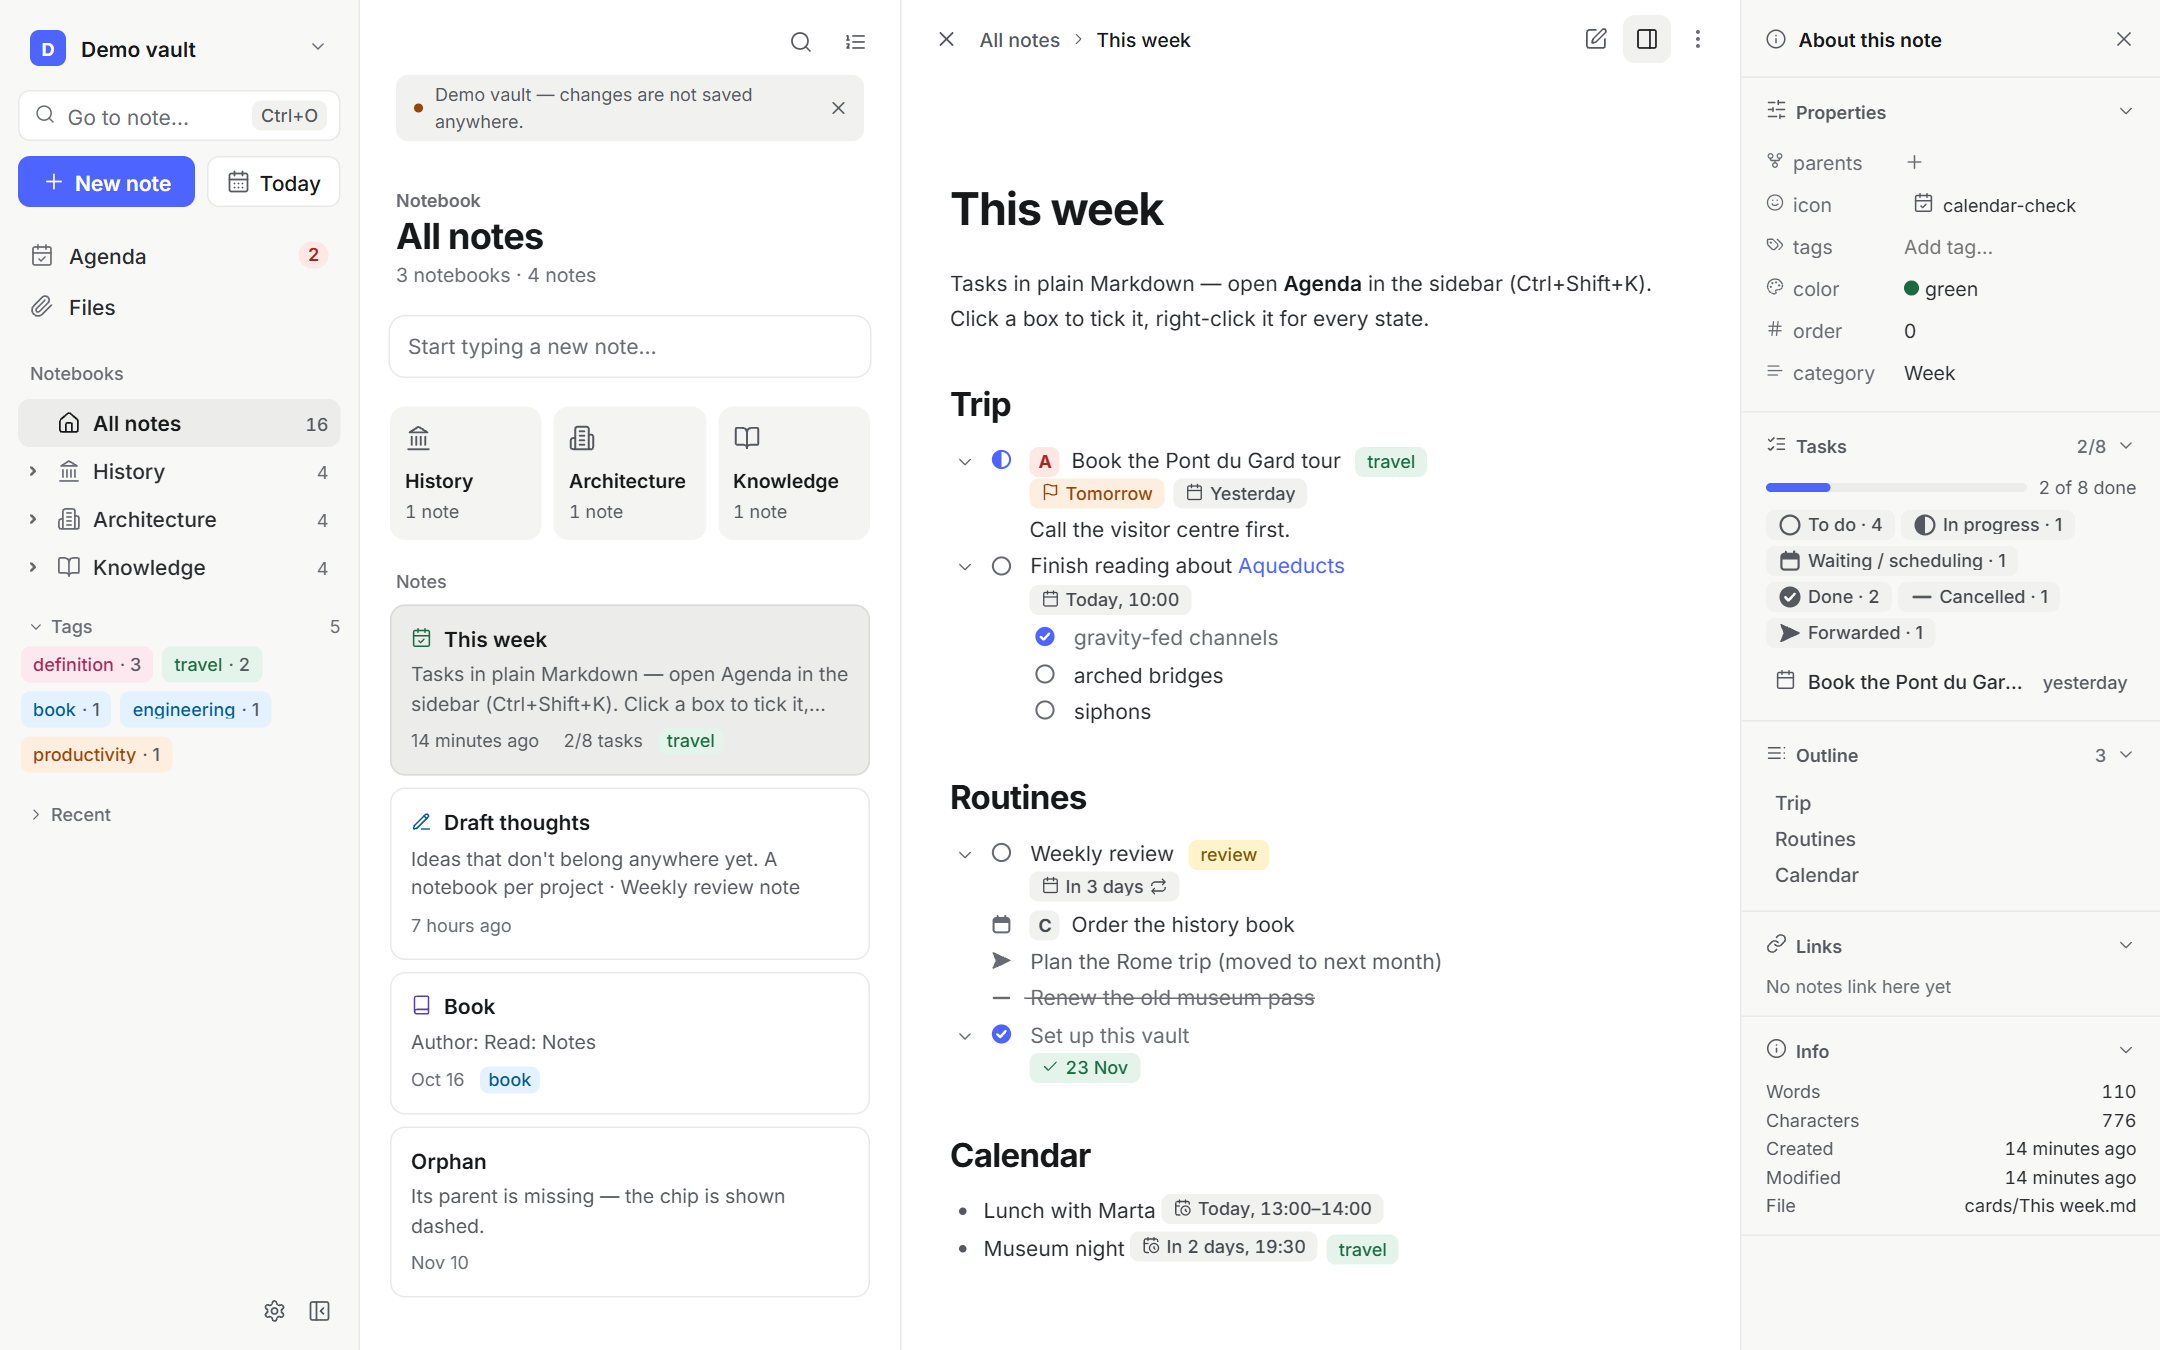 D Demo vault
Go to note... Ctrl+O
New note Today
Agenda 2
Files
Notebooks
All notes 16
History 4
Architecture 4
Knowledge 4
Tags 5
definition · 3 travel · 2
book · 1 engineering · 1
productivity · 1
Recent
Demo vault — changes are not saved
anywhere.
Notebook
All notes
3 notebooks · 4 notes
Start typing a new note...
History
1 note
Architecture
1 note
Knowledge
1 note
Notes
This week
Tasks in plain Markdown — open Agenda in the
sidebar (Ctrl+Shift+K). Click a box to tick it,...
14 minutes ago 2/8 tasks travel
Draft thoughts
Ideas that don't belong anywhere yet. A
notebook per project · Weekly review note
7 hours ago
Book
Author: Read: Notes
Oct 16 book
Orphan
Its parent is missing — the chip is shown
dashed.
Nov 10
All notes > This week
This week
Tasks in plain Markdown — open Agenda in the sidebar (Ctrl+Shift+K).
Click a box to tick it, right-click it for every state.
Trip
A Book the Pont du Gard tour travel
Tomorrow Yesterday
Call the visitor centre first.
Finish reading about Aqueducts
Today, 10:00
gravity-fed channels
arched bridges
siphons
Routines
Weekly review review
In 3 days
C Order the history book
Plan the Rome trip (moved to next month)
Renew the old museum pass
Set up this vault
23 Nov
Calendar
Lunch with Marta Today, 13:00–14:00
Museum night In 2 days, 19:30 travel
About this note
Properties
parents
icon calendar-check
tags Add tag...
color green
order 0
category Week
Tasks 2/8
2 of 8 done
To do · 4 In progress · 1
Waiting / scheduling · 1
Done · 2 Cancelled · 1
Forwarded · 1
Book the Pont du Gar... yesterday
Outline 3
Trip
Routines
Calendar
Links
No notes link here yet
Info
Words 110
Characters 776
Created 14 minutes ago
Modified 14 minutes ago
File cards/This week.md